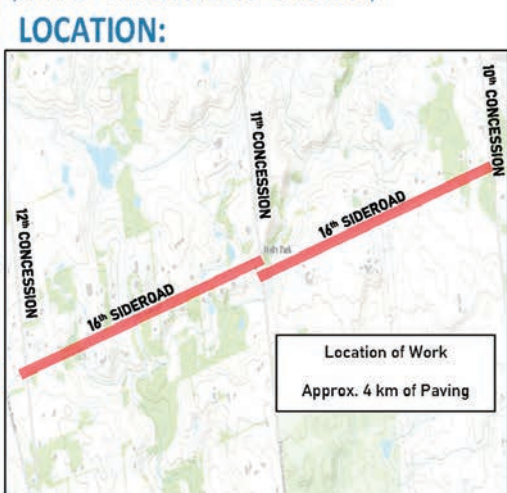 LOCATION:
10th CONCESSION
11th CONCESSION
16th SIDEROAD
12th CONCESSION
16th SIDEROAD
Location of Work
Approx. 4 km of Paving